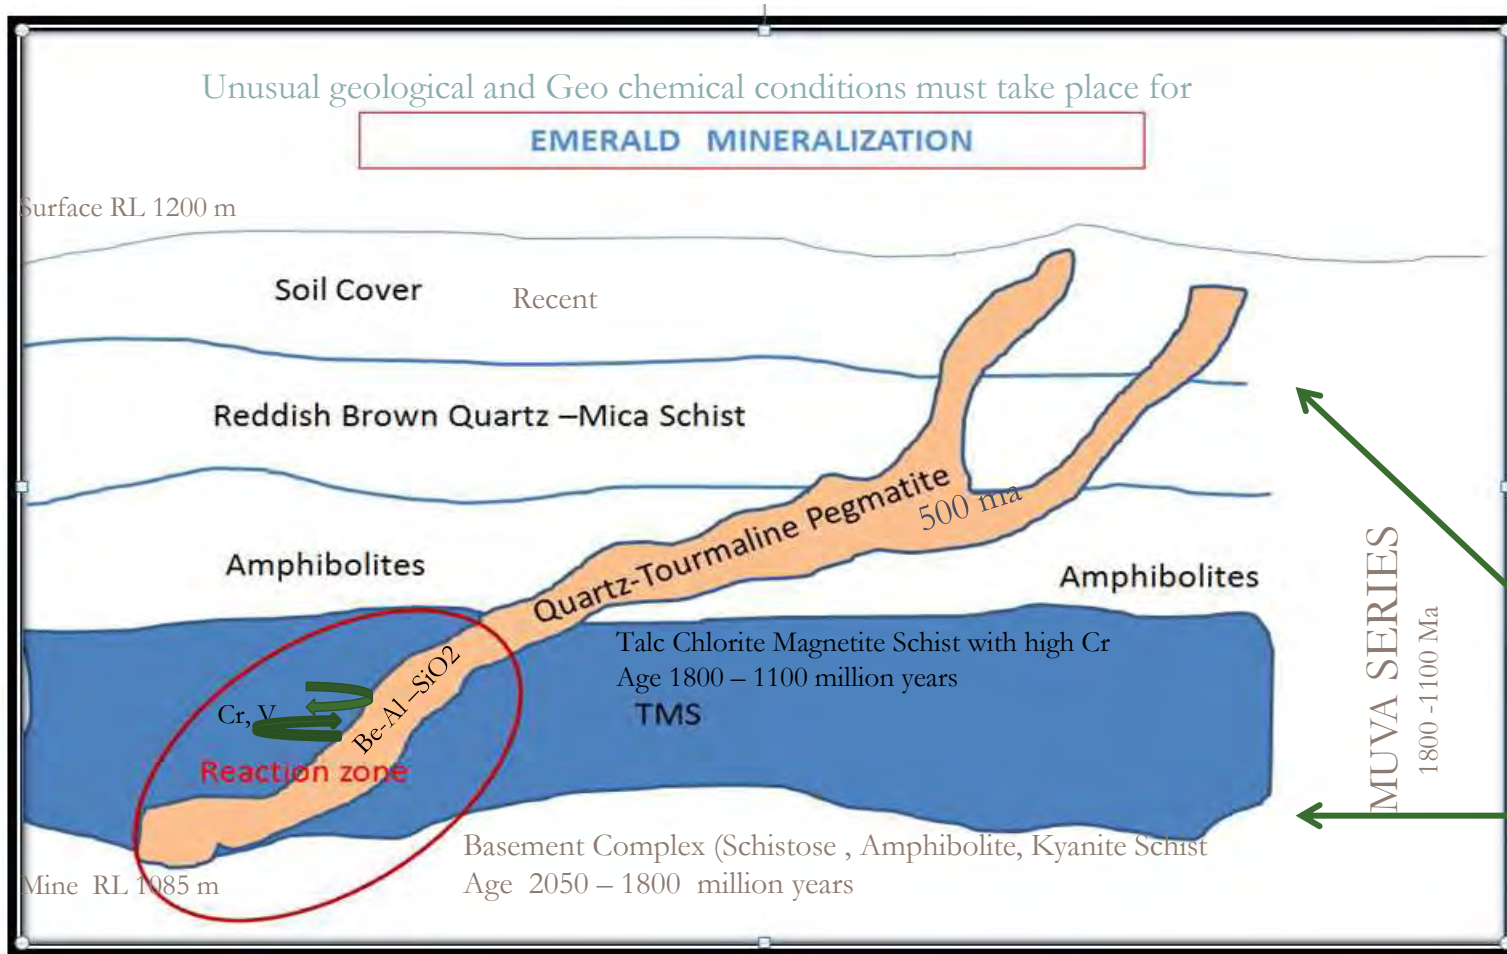 Unusual geological and Geo chemical conditions must take place for
EMERALD MINERALIZATION
Surface RL 1200 m
Soil Cover
Recent
Reddish Brown Quartz –Mica Schist
Quartz-Tourmaline Pegmatite
500 ma
Amphibolites
Amphibolites
Talc Chlorite Magnetite Schist with high Cr
Age 1800 – 1100 million years
TMS
Cr, V
Be-Al –SiO2
Reaction zone
MUVA SERIES
1800 -1100 Ma
Basement Complex (Schistose , Amphibolite, Kyanite Schist
Age 2050 – 1800 million years
Mine RL 1085 m